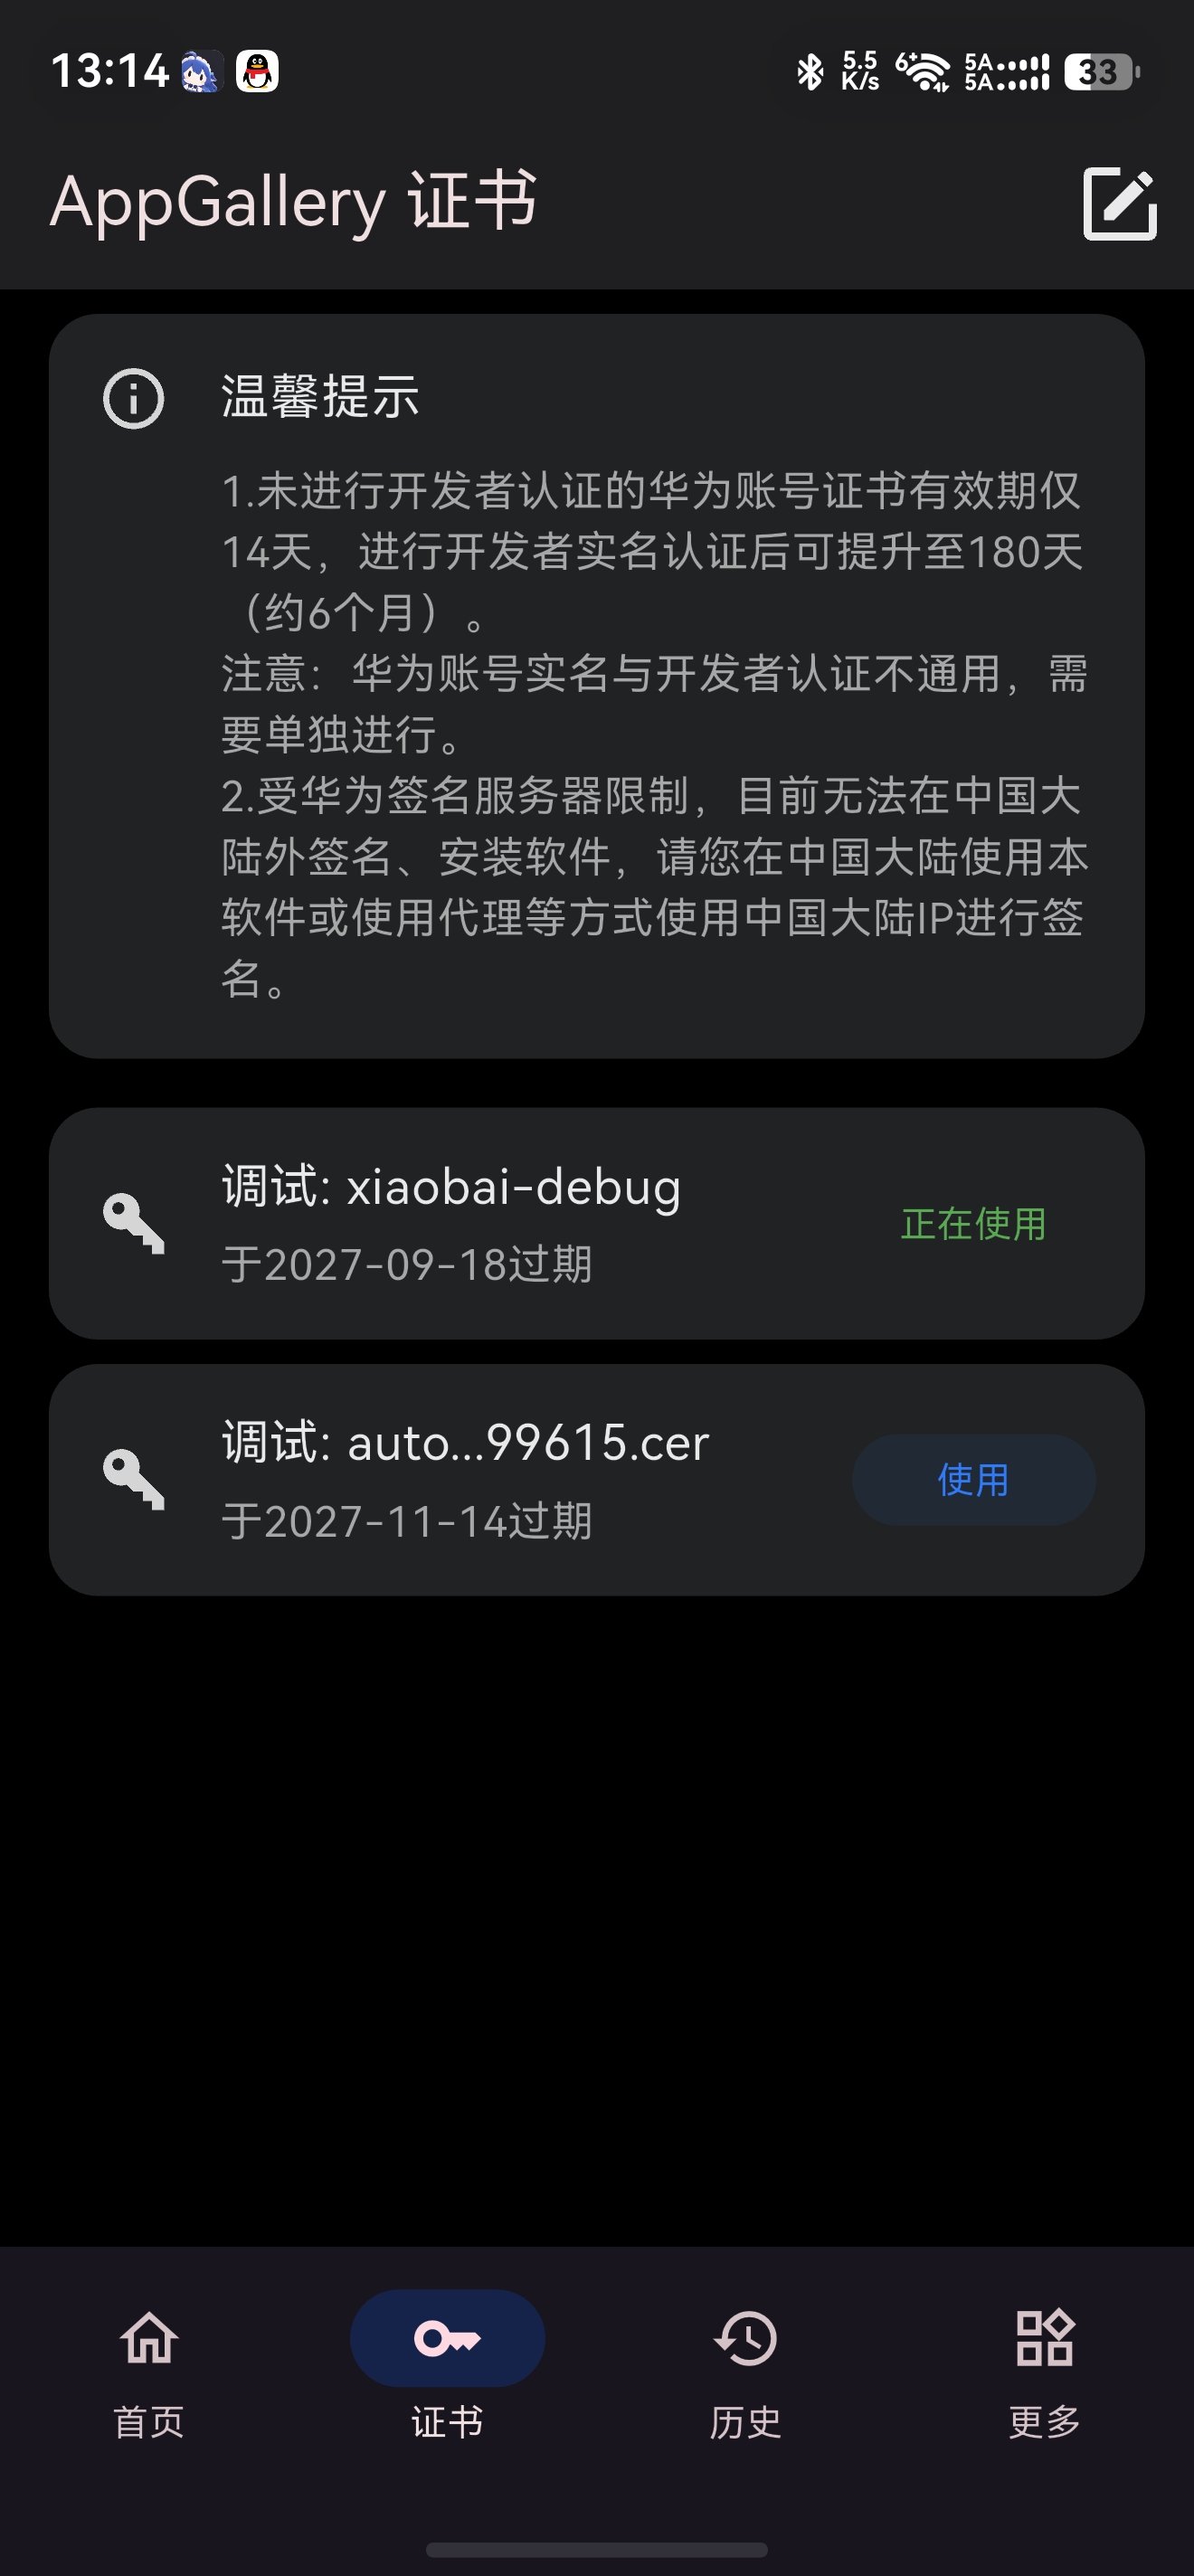 13:14
5.5
K/s
6+
5A
5A
33
AppGallery 证书
温馨提示
1.未进行开发者认证的华为账号证书有效期仅
14天，进行开发者实名认证后可提升至180天
（约6个月）。
注意：华为账号实名与开发者认证不通用，需
要单独进行。
2.受华为签名服务器限制，目前无法在中国大
陆外签名、安装软件，请您在中国大陆使用本
软件或使用代理等方式使用中国大陆IP进行签
名。
调试: xiaobai-debug
正在使用
于2027-09-18过期
调试: auto...99615.cer
使用
于2027-11-14过期
首页
证书
历史
更多